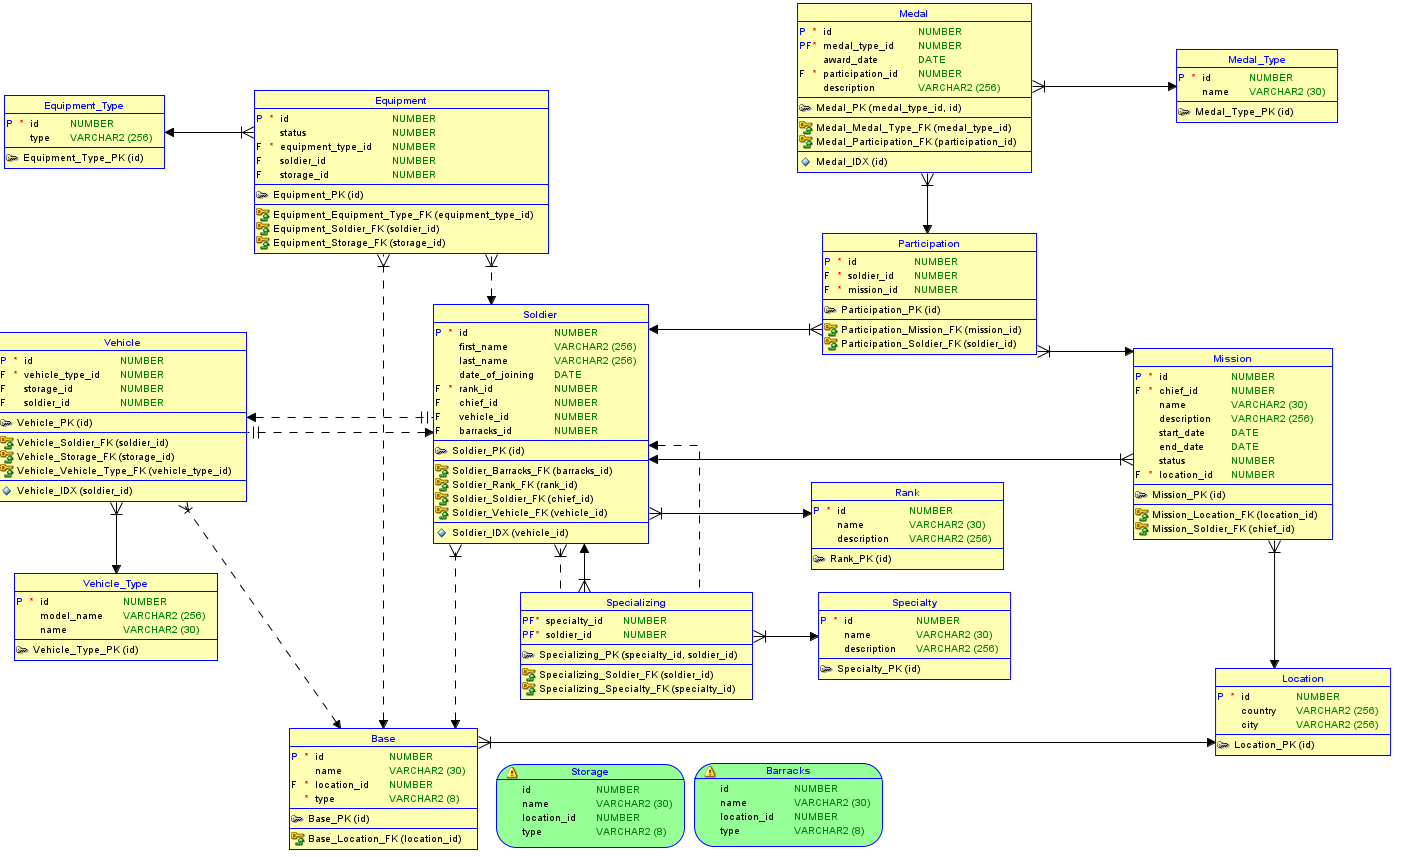 Medal
P * id NUMBER
PF* medal_type_id NUMBER
award_date DATE
F * participation_id NUMBER
description VARCHAR2 (256)
Medal_PK (medal_type_id, id)
Medal_Medal_Type_FK (medal_type_id)
Medal_Participation_FK (participation_id)
Medal_IDX (id)
Medal_Type
P * id NUMBER
name VARCHAR2 (30)
Medal_Type_PK (id)
Equipment_Type
P * id NUMBER
type VARCHAR2 (256)
Equipment_Type_PK (id)
Equipment
P * id NUMBER
status NUMBER
F * equipment_type_id NUMBER
F soldier_id NUMBER
F storage_id NUMBER
Equipment_PK (id)
Equipment_Equipment_Type_FK (equipment_type_id)
Equipment_Soldier_FK (soldier_id)
Equipment_Storage_FK (storage_id)
Participation
P * id NUMBER
F * soldier_id NUMBER
F * mission_id NUMBER
Participation_PK (id)
Participation_Mission_FK (mission_id)
Participation_Soldier_FK (soldier_id)
Vehicle
P * id NUMBER
F * vehicle_type_id NUMBER
F storage_id NUMBER
F soldier_id NUMBER
Vehicle_PK (id)
Vehicle_Soldier_FK (soldier_id)
Vehicle_Storage_FK (storage_id)
Vehicle_Vehicle_Type_FK (vehicle_type_id)
Vehicle_IDX (soldier_id)
Soldier
P * id NUMBER
first_name VARCHAR2 (256)
last_name VARCHAR2 (256)
date_of_joining DATE
F * rank_id NUMBER
F chief_id NUMBER
F vehicle_id NUMBER
F barracks_id NUMBER
Soldier_PK (id)
Soldier_Barracks_FK (barracks_id)
Soldier_Rank_FK (rank_id)
Soldier_Soldier_FK (chief_id)
Soldier_Vehicle_FK (vehicle_id)
Soldier_IDX (vehicle_id)
Mission
P * id NUMBER
F * chief_id NUMBER
name VARCHAR2 (30)
description VARCHAR2 (256)
start_date DATE
end_date DATE
status NUMBER
F * location_id NUMBER
Mission_PK (id)
Mission_Location_FK (location_id)
Mission_Soldier_FK (chief_id)
Rank
P * id NUMBER
name VARCHAR2 (30)
description VARCHAR2 (256)
Rank_PK (id)
Vehicle_Type
P * id NUMBER
model_name VARCHAR2 (256)
name VARCHAR2 (30)
Vehicle_Type_PK (id)
Specializing
PF* specialty_id NUMBER
PF* soldier_id NUMBER
Specializing_PK (specialty_id, soldier_id)
Specializing_Soldier_FK (soldier_id)
Specializing_Specialty_FK (specialty_id)
Specialty
P * id NUMBER
name VARCHAR2 (30)
description VARCHAR2 (256)
Specialty_PK (id)
Location
P * id NUMBER
country VARCHAR2 (256)
city VARCHAR2 (256)
Location_PK (id)
Base
P * id NUMBER
name VARCHAR2 (30)
F * location_id NUMBER
* type VARCHAR2 (8)
Base_PK (id)
Base_Location_FK (location_id)
Storage
id NUMBER
name VARCHAR2 (30)
location_id NUMBER
type VARCHAR2 (8)
Barracks
id NUMBER
name VARCHAR2 (30)
location_id NUMBER
type VARCHAR2 (8)